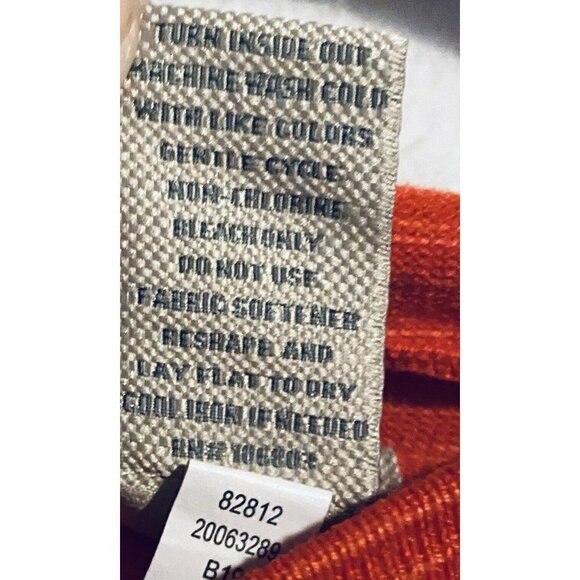 TURN INSIDE OUT
MACHINE WASH COLD
WITH LIKE COLORS
GENTLE CYCLE
NON-CHLORINE
BLEACH ONLY
DO NOT USE
FABRIC SOFTENER
RESHAPE AND
LAY FLAT TO DRY
COOL IRON IF NEEDED
RN#
82812
20063289